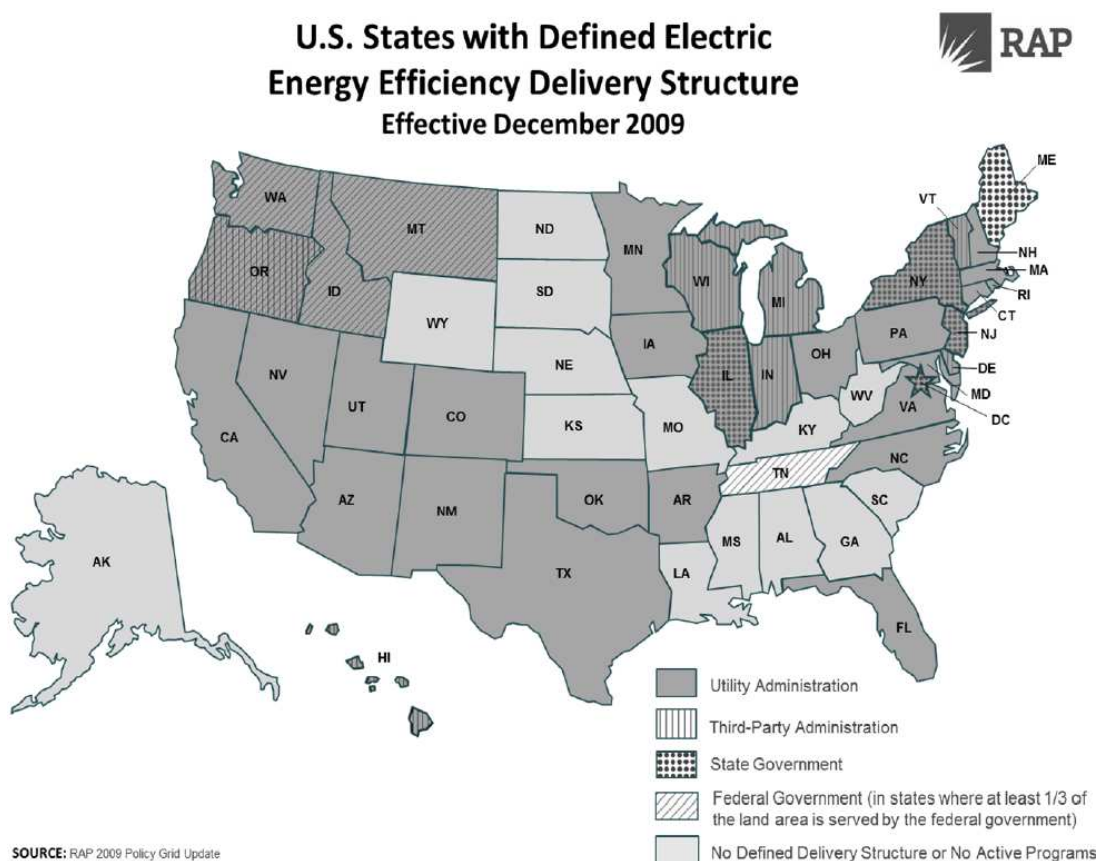 U.S. States with Defined Electric
Energy Efficiency Delivery Structure
Effective December 2009
RAP
WA
MT
ND
MN
VT
ME
OR
ID
SD
WI
MI
NY
NH
MA
RI
CT
WY
IA
PA
NJ
NE
OH
DE
MD
DC
NV
UT
CO
IL
IN
WV
VA
CA
KS
MO
KY
NC
AZ
NM
OK
AR
TN
SC
MS
AL
GA
AK
TX
LA
FL
HI
Utility Administration
Third-Party Administration
State Government
Federal Government (in states where at least 1/3 of
the land area is served by the federal government)
No Defined Delivery Structure or No Active Programs
SOURCE: RAP 2009 Policy Grid Update